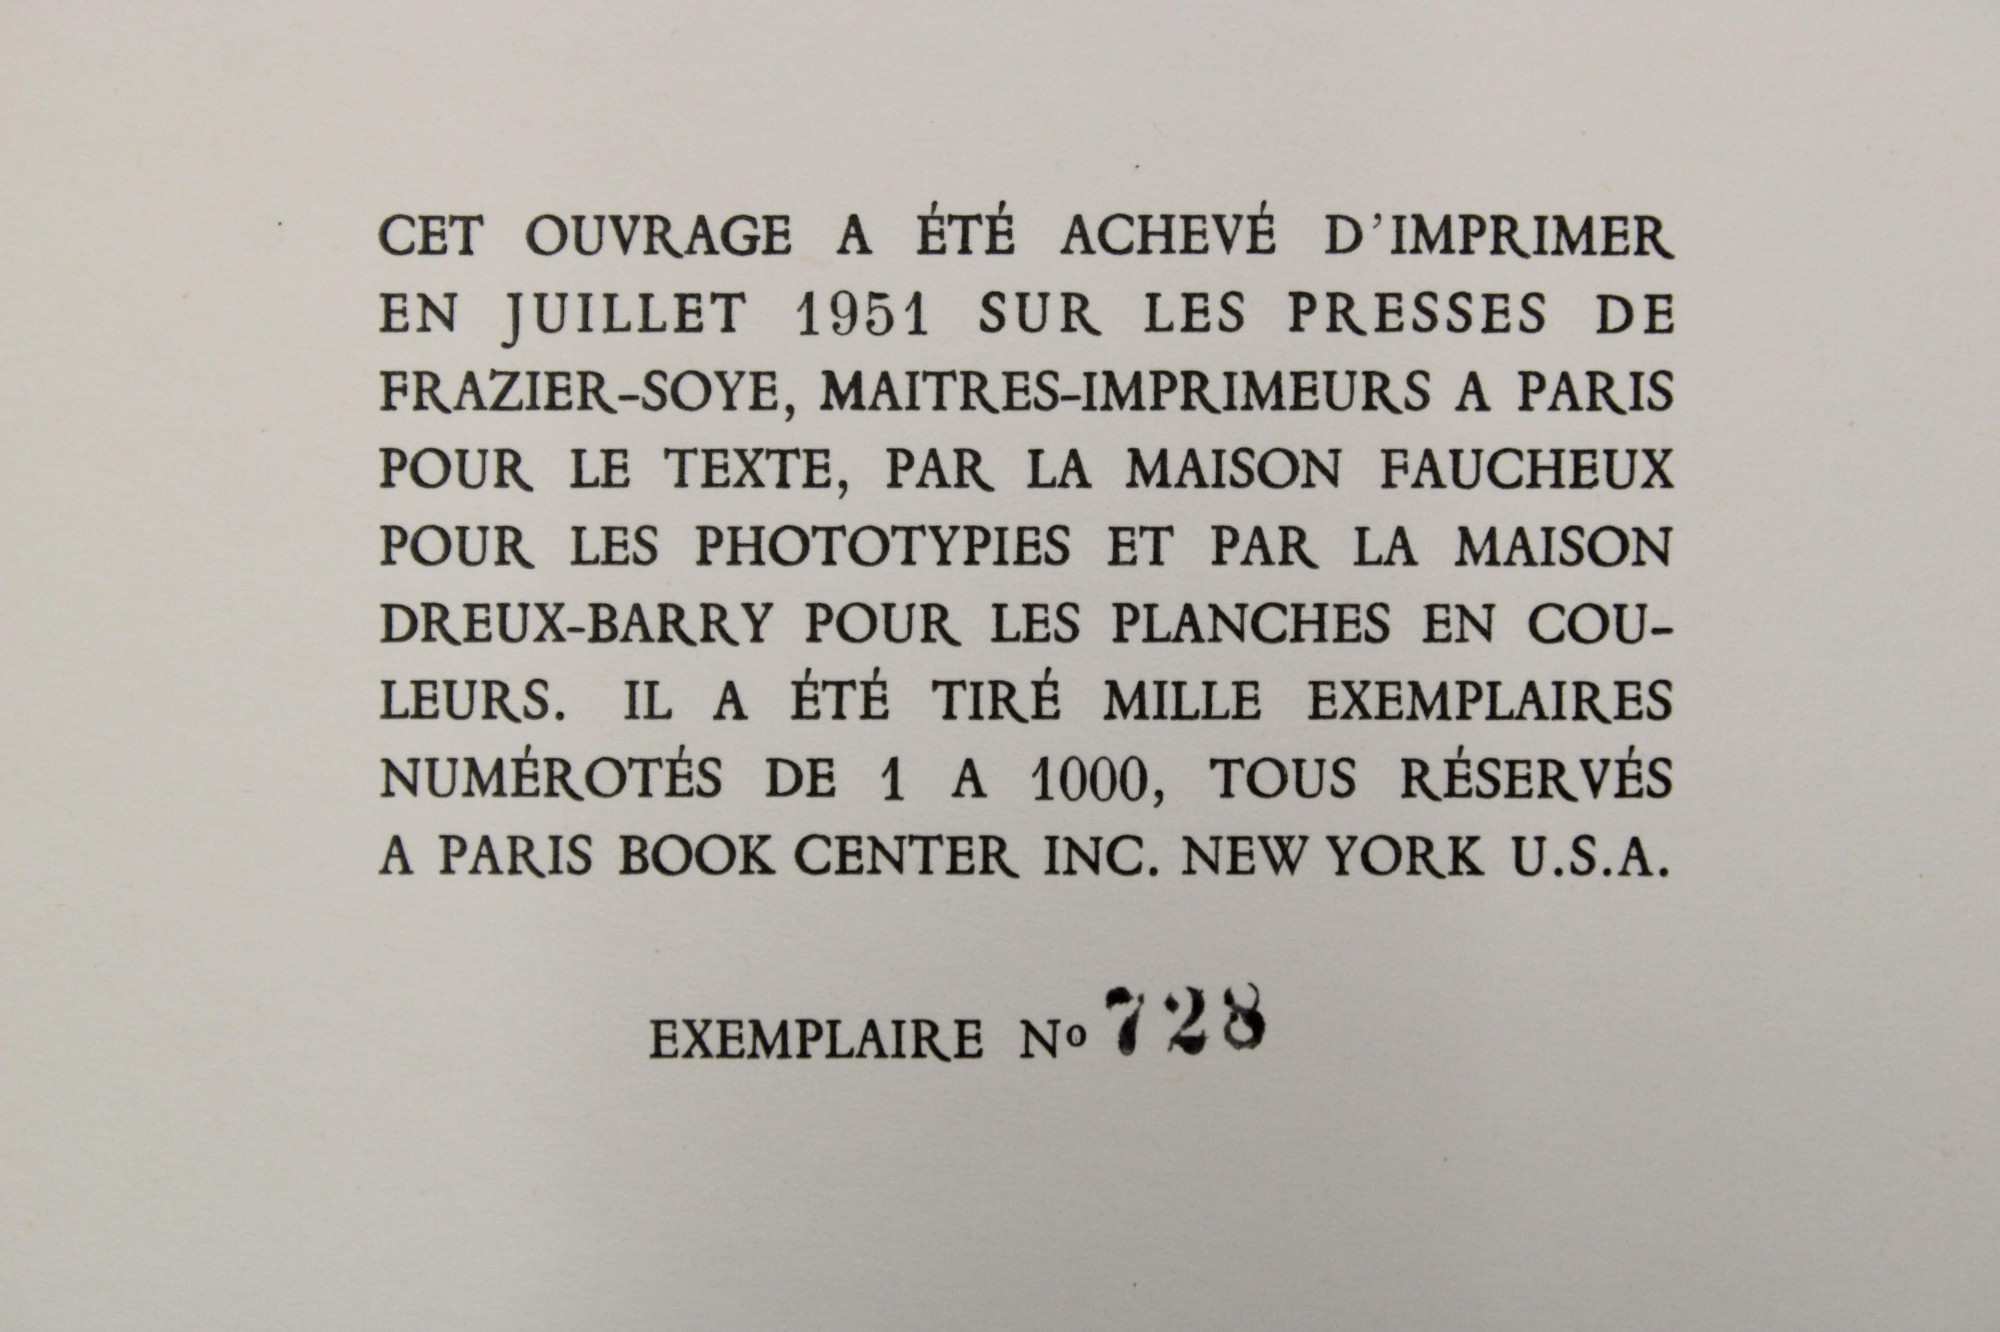 CET OUVRAGE A ÉTÉ ACHEVÉ D'IMPRIMER
EN JUILLET 1951 SUR LES PRESSES DE
FRAZIER-SOYE, MAITRES-IMPRIMEURS A PARIS
POUR LE TEXTE, PAR LA MAISON FAUCHEUX
POUR LES PHOTOTYPIES ET PAR LA MAISON
DREUX-BARRY POUR LES PLANCHES EN COU-
LEURS. IL A ÉTÉ TIRÉ MILLE EXEMPLAIRES
NUMÉROTÉS DE 1 A 1000, TOUS RÉSERVÉS
A PARIS BOOK CENTER INC. NEW YORK U.S.A.
EXEMPLAIRE Nº 728